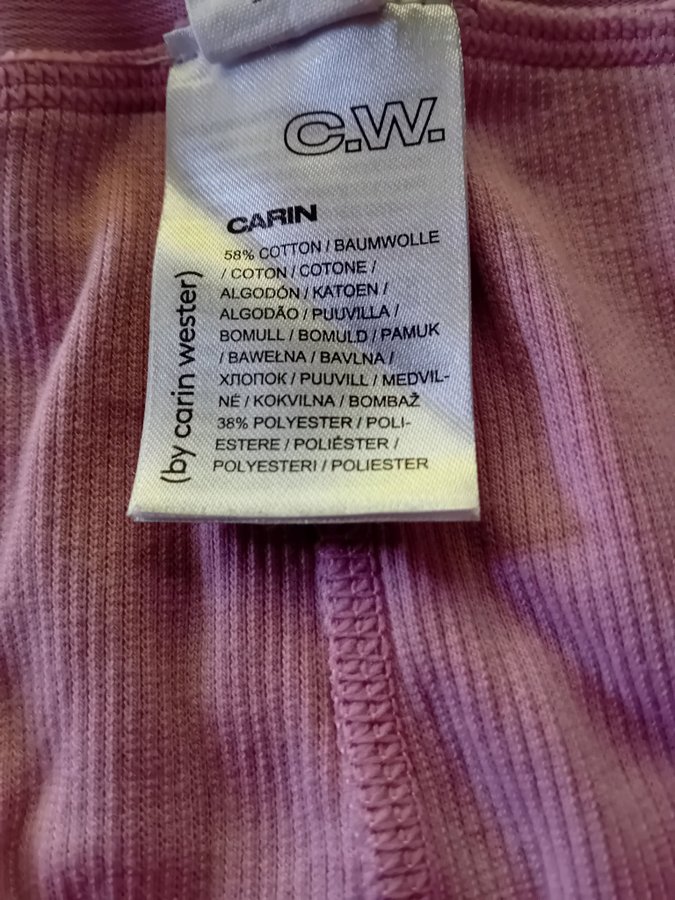 C.W.
CARIN
58% COTTON / BAUMWOLLE
/ COTON / COTONE /
ALGODÓN / KATOEN /
ALGODÃO / PUUVILLA /
BOMULL / BOMULD / PAMUK
/ BAWEŁNA / BAVLNA /
ХЛОПОК / PUUVILL / MEDVIL-
NĖ / KOKVILNA / BOMBAŽ
38% POLYESTER / POLI-
ESTERE / POLIÉSTER /
POLYESTERI / POLIESTER
(by carin wester)